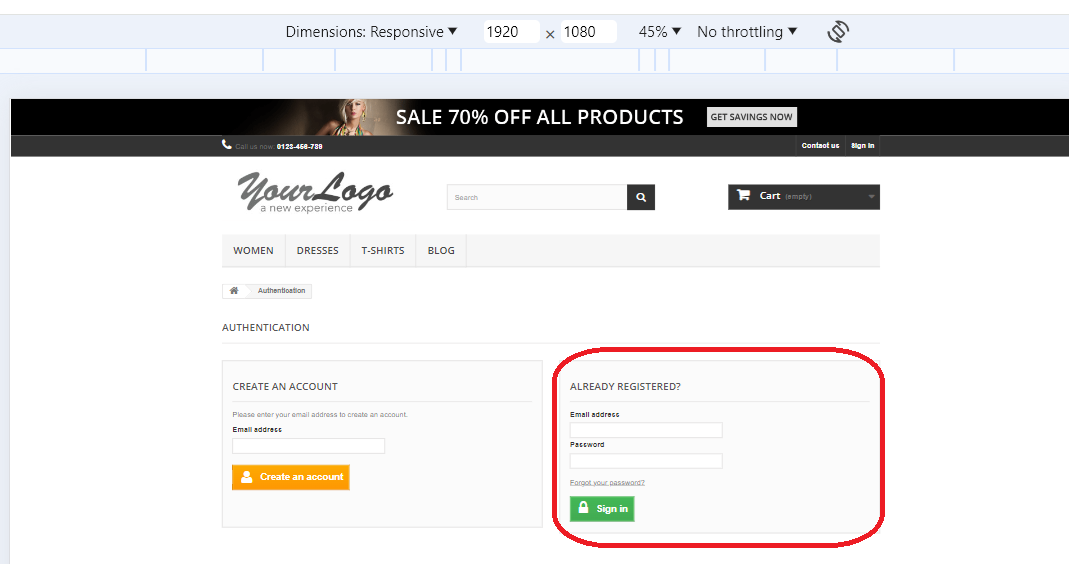 Dimensions: Responsive ▼ 1920 × 1080 45% ▼ No throttling ▼
SALE 70% OFF ALL PRODUCTS GET SAVINGS NOW
Call us now: 0123-456-789 Contact us Sign in
YourLogo
a new experience
Search
Cart (empty)
WOMEN DRESSES T-SHIRTS BLOG
Authentication
AUTHENTICATION
CREATE AN ACCOUNT
Please enter your email address to create an account.
Email address
Create an account
ALREADY REGISTERED?
Email address
Password
Forgot your password?
Sign in